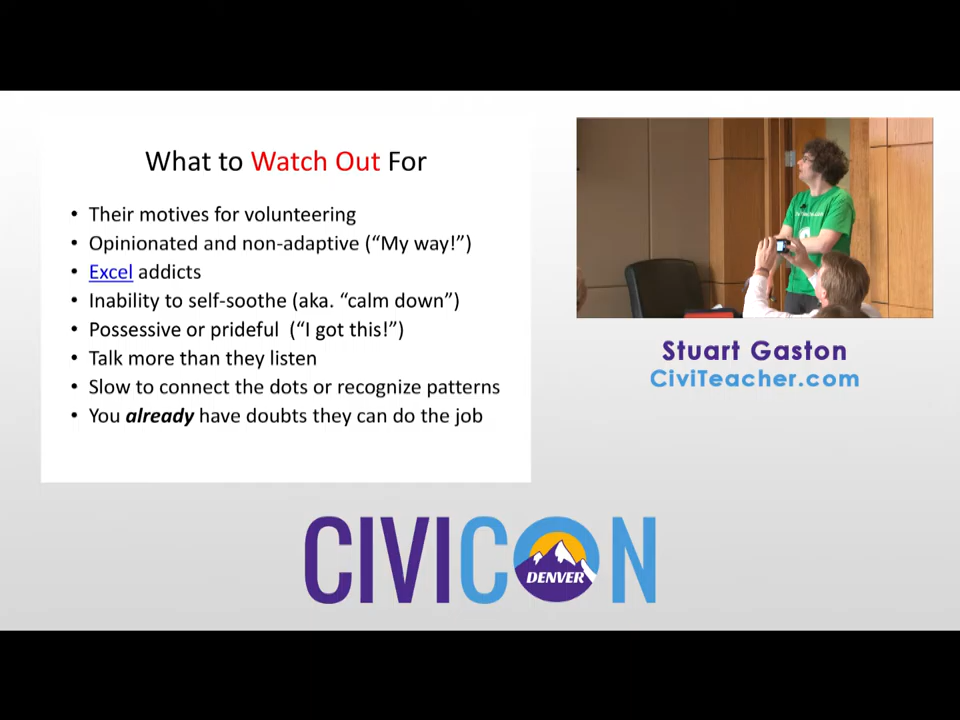 What to Watch Out For
• Their motives for volunteering
• Opinionated and non-adaptive (“My way!”)
• Excel addicts
• Inability to self-soothe (aka. “calm down”)
• Possessive or prideful (“I got this!”)
• Talk more than they listen
• Slow to connect the dots or recognize patterns
• You already have doubts they can do the job
Stuart Gaston
CiviTeacher.com
CIVICON
DENVER